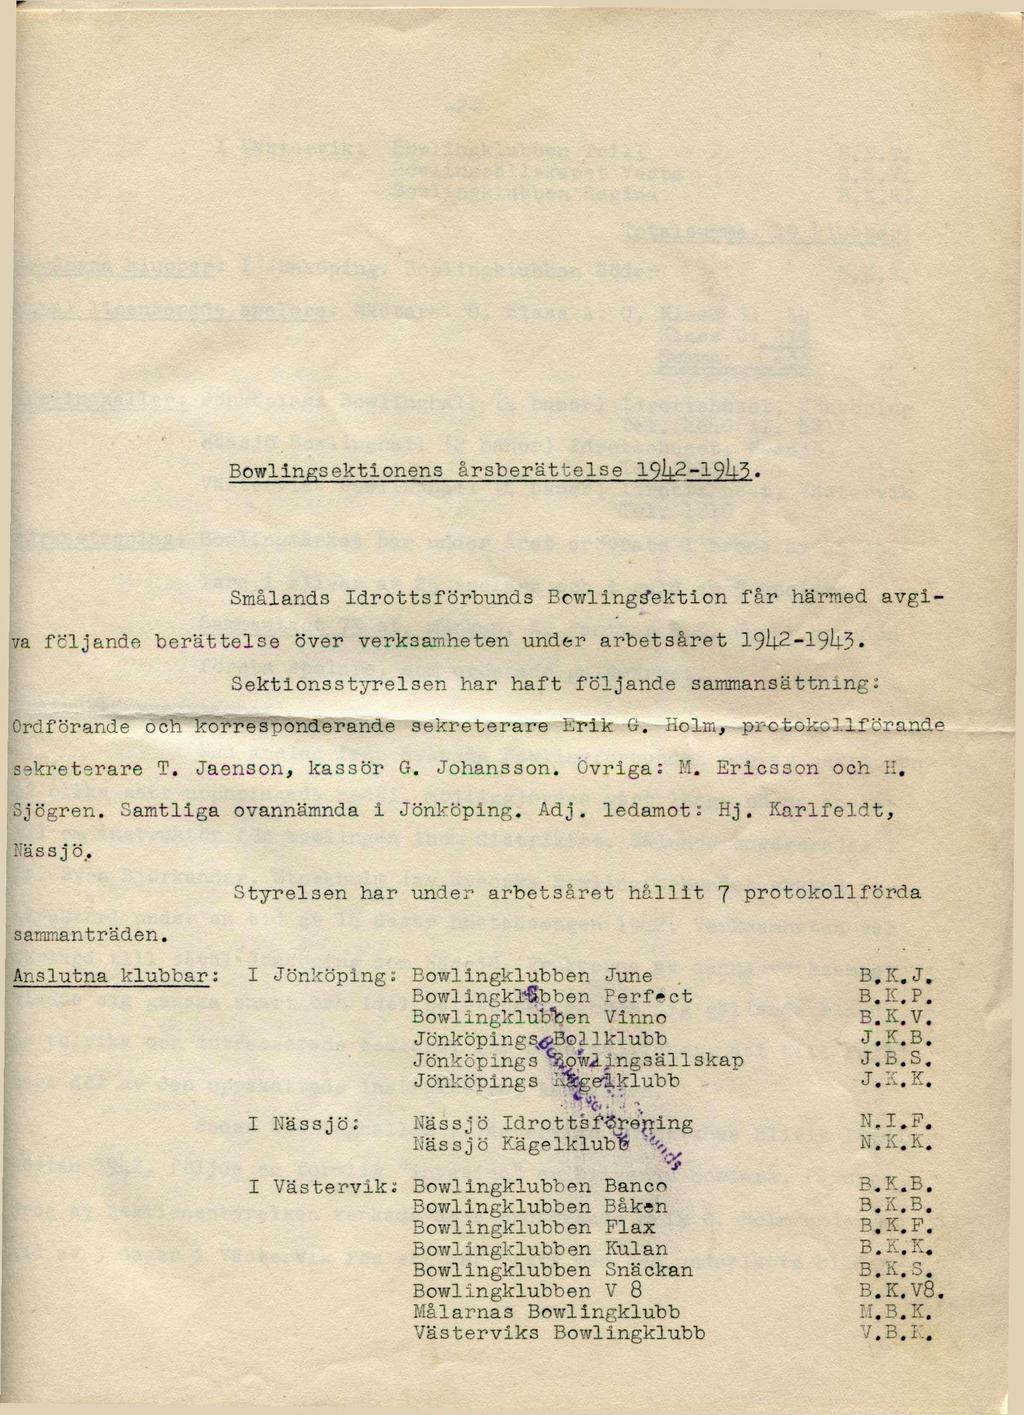 Bowlingsektionens årsberättelse 1942-1943.
Smålands Idrottsförbunds Bowlingsektion får härmed avgi-
va följande berättelse över verksamheten under arbetsåret 1942-1943.
Sektionsstyrelsen har haft följande sammansättning:
Ordförande och korresponderande sekreterare Erik G. Holm, protokollförande
sekreterare T. Jaenson, kassör G. Johansson. Övriga: M. Ericsson och H.
Sjögren. Samtliga ovannämnda i Jönköping. Adj. ledamot: Hj. Karlfeldt,
Nässjö.
Styrelsen har under arbetsåret hållit 7 protokollförda
sammanträden.
Anslutna klubbar: I Jönköping: Bowlingklubben June B.K.J.
Bowlingklubben Perfect B.K.P.
Bowlingklubben Vinno B.K.V.
Jönköpings Bollklubb J.K.B.
Jönköpings Bowlingsällskap J.B.S.
Jönköpings Kägelklubb J.K.K.
I Nässjö: Nässjö Idrottsförening N.I.F.
Nässjö Kägelklubb N.K.K.
I Västervik: Bowlingklubben Banco B.K.B.
Bowlingklubben Båken B.K.B.
Bowlingklubben Flax B.K.F.
Bowlingklubben Kulan B.K.K.
Bowlingklubben Snäckan B.K.S.
Bowlingklubben V 8 B.K.V8.
Målarnas Bowlingklubb M.B.K.
Västerviks Bowlingklubb V.B.K.